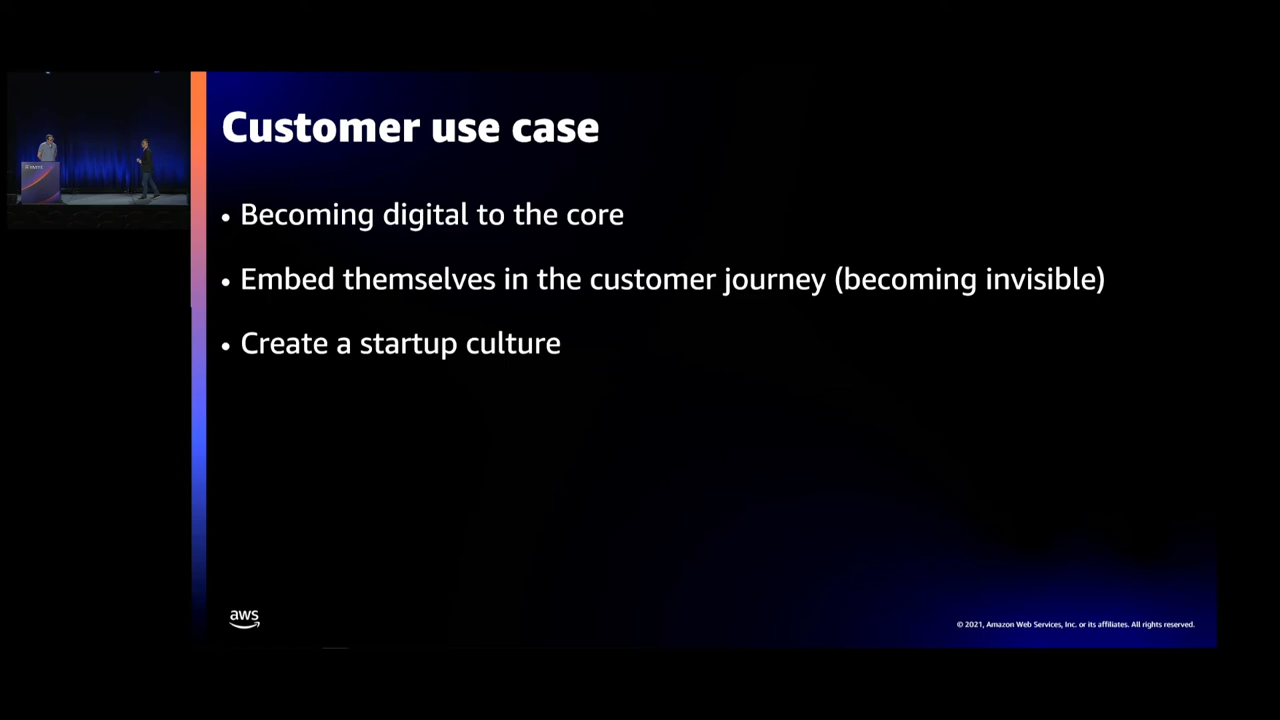 Customer use case
• Becoming digital to the core
• Embed themselves in the customer journey (becoming invisible)
• Create a startup culture
aws
© 2021, Amazon Web Services, Inc. or its affiliates. All rights reserved.